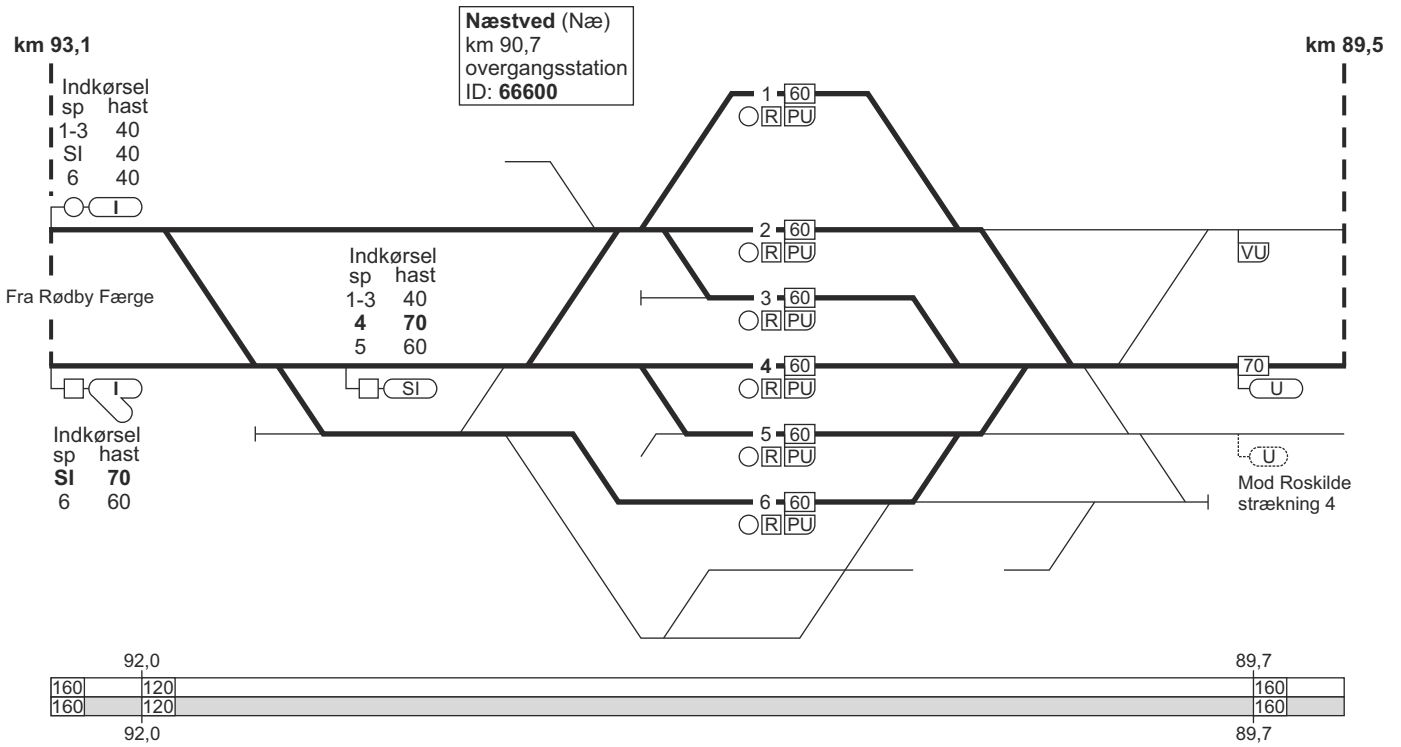 Næstved (Næ)
km 90,7
overgangsstation
ID: 66600
km 93,1
km 89,5
Indkørsel
sp hast
1-3 40
SI 40
6 40
I
1 60
R PU
2 60
R PU
VU
Fra Rødby Færge
Indkørsel
sp hast
1-3 40
4 70
5 60
3 60
R PU
4 60
R PU
70
U
I
SI
Indkørsel
sp hast
SI 70
6 60
5 60
R PU
U
Mod Roskilde
strækning 4
6 60
R PU
92,0 89,7
160 120 160
160 120 160
92,0 89,7